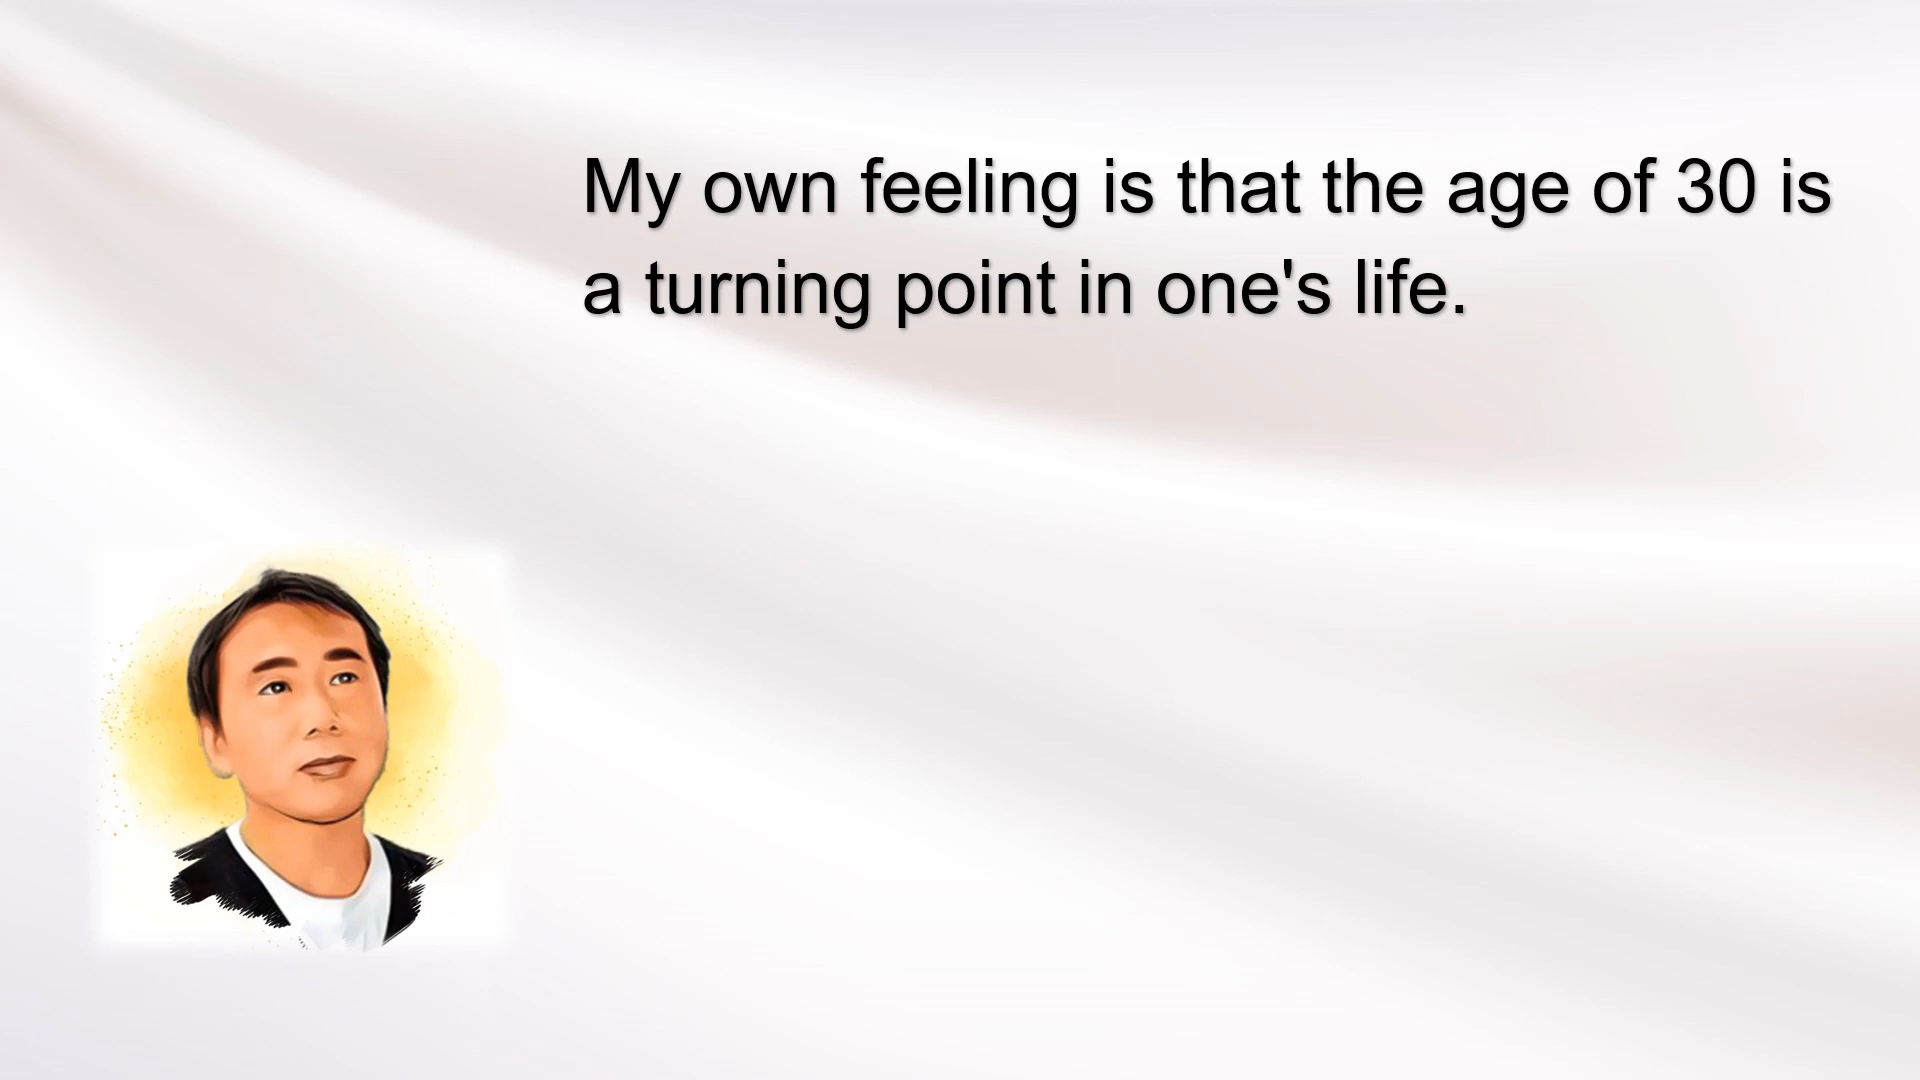 My own feeling is that the age of 30 is
a turning point in one's life.